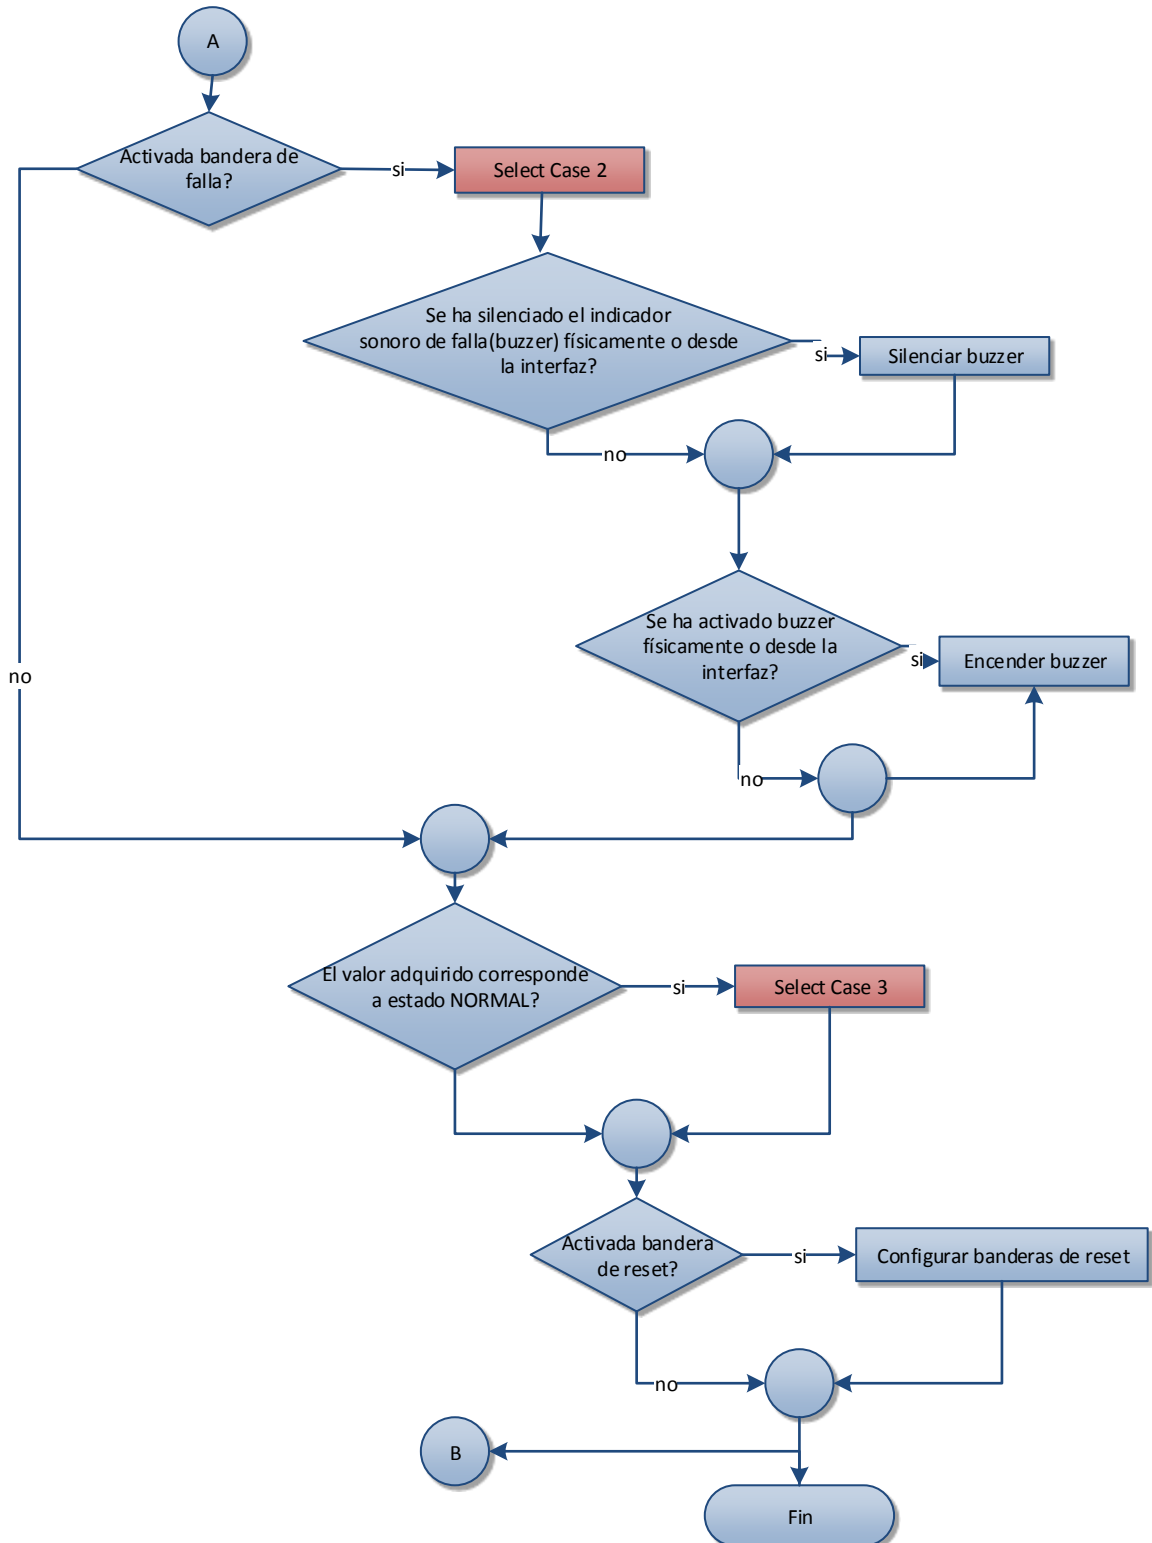 A
Activada bandera de
falla?
si
Select Case 2
Se ha silenciado el indicador
sonoro de falla(buzzer) físicamente o desde
la interfaz?
si
Silenciar buzzer
no
Se ha activado buzzer
físicamente o desde la
interfaz?
si
Encender buzzer
no
no
El valor adquirido corresponde
a estado NORMAL?
si
Select Case 3
Activada bandera
de reset?
si
Configurar banderas de reset
no
B
Fin